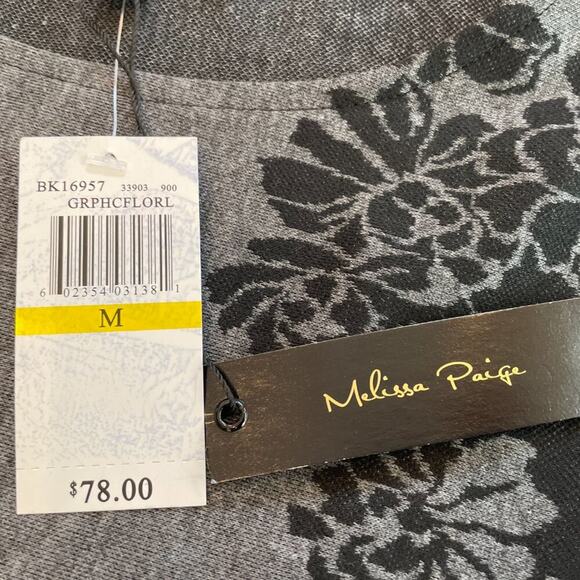 BK16957 33903 900
GRPHCFLORL
6 02354 03138 1
M
$78.00
Melissa Paige